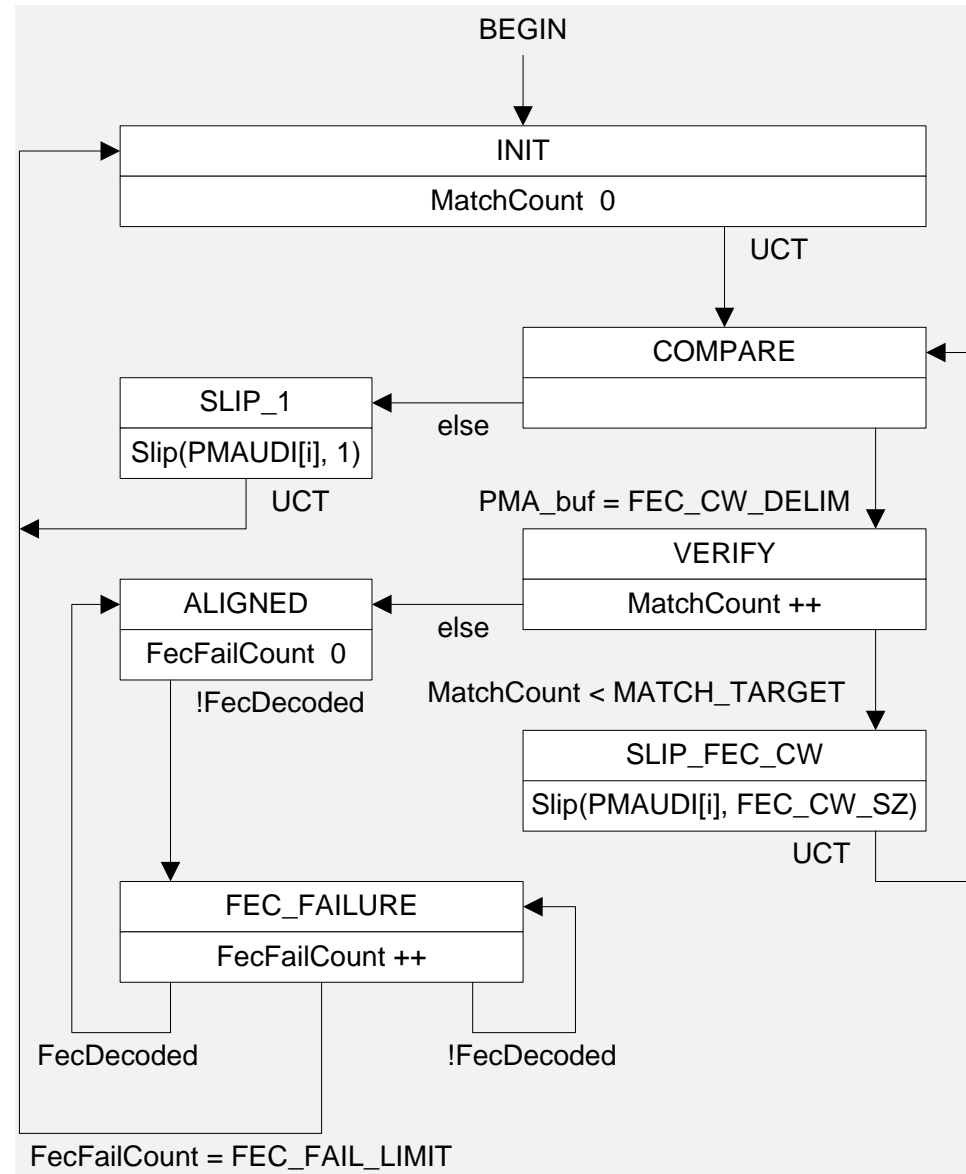 BEGIN
INIT
MatchCount 0
UCT
COMPARE
SLIP_1
else
Slip(PMAUDI[i], 1)
UCT
PMA_buf = FEC_CW_DELIM
VERIFY
ALIGNED
MatchCount ++
else
FecFailCount 0
!FecDecoded
MatchCount < MATCH_TARGET
SLIP_FEC_CW
Slip(PMAUDI[i], FEC_CW_SZ)
UCT
FEC_FAILURE
FecFailCount ++
FecDecoded
!FecDecoded
FecFailCount = FEC_FAIL_LIMIT